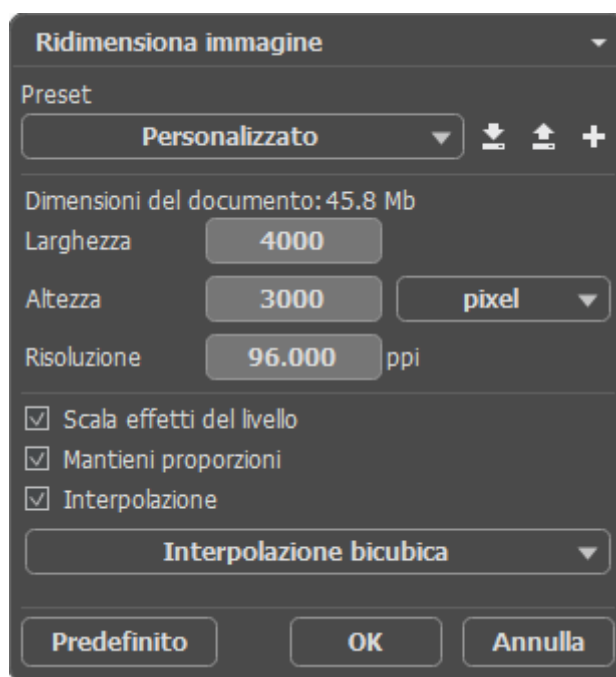 Ridimensiona immagine
Preset
Personalizzato
Dimensioni del documento: 45.8 Mb
Larghezza 4000
Altezza 3000 pixel
Risoluzione 96.000 ppi
Scala effetti del livello
Mantieni proporzioni
Interpolazione
Interpolazione bicubica
Predefinito OK Annulla